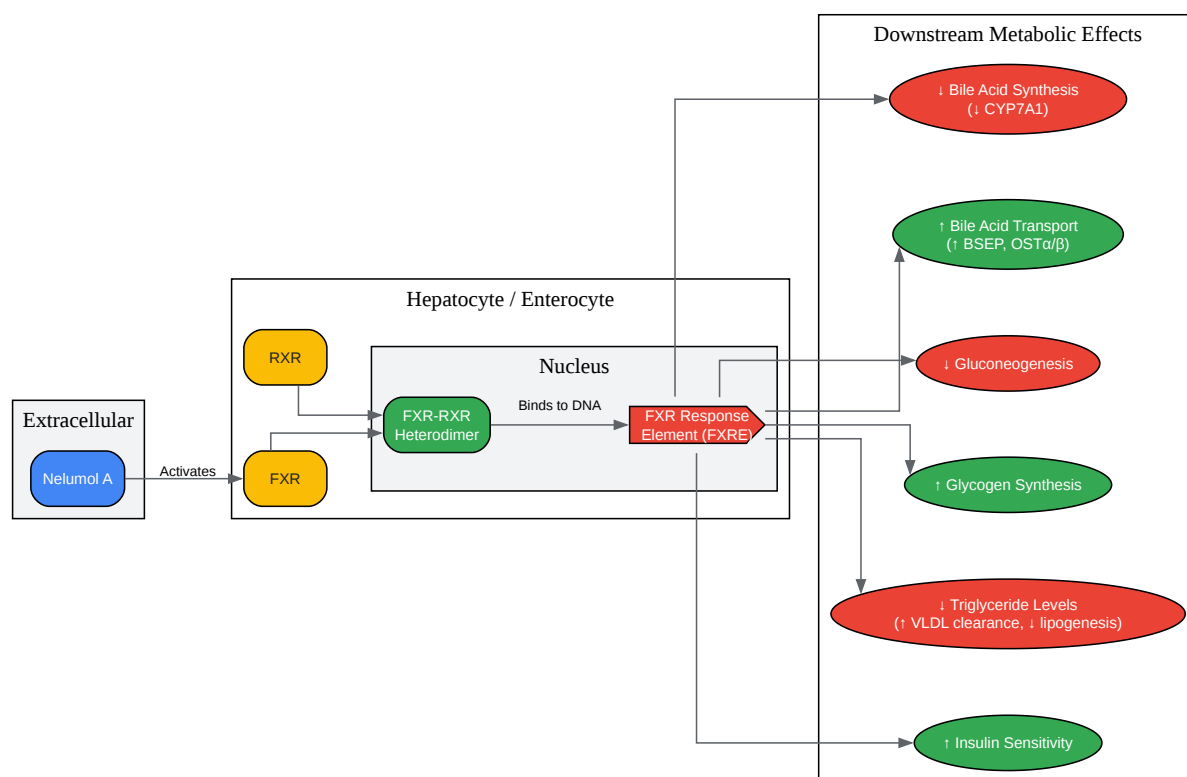 Downstream Metabolic Effects
↓ Bile Acid Synthesis
(↓ CYP7A1)
↑ Bile Acid Transport
(↑ BSEP, OSTα/β)
Hepatocyte / Enterocyte
RXR
Nucleus
↓ Gluconeogenesis
Extracellular
FXR-RXR
Heterodimer
Binds to DNA
FXR Response
Element (FXRE)
Nelumol A
Activates
FXR
↑ Glycogen Synthesis
↓ Triglyceride Levels
(↑ VLDL clearance, ↓ lipogenesis)
↑ Insulin Sensitivity